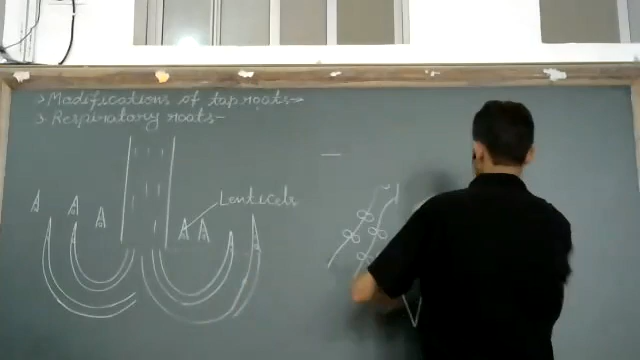 → Modifications of tap roots→
→ Respiratory roots-
Lenticels